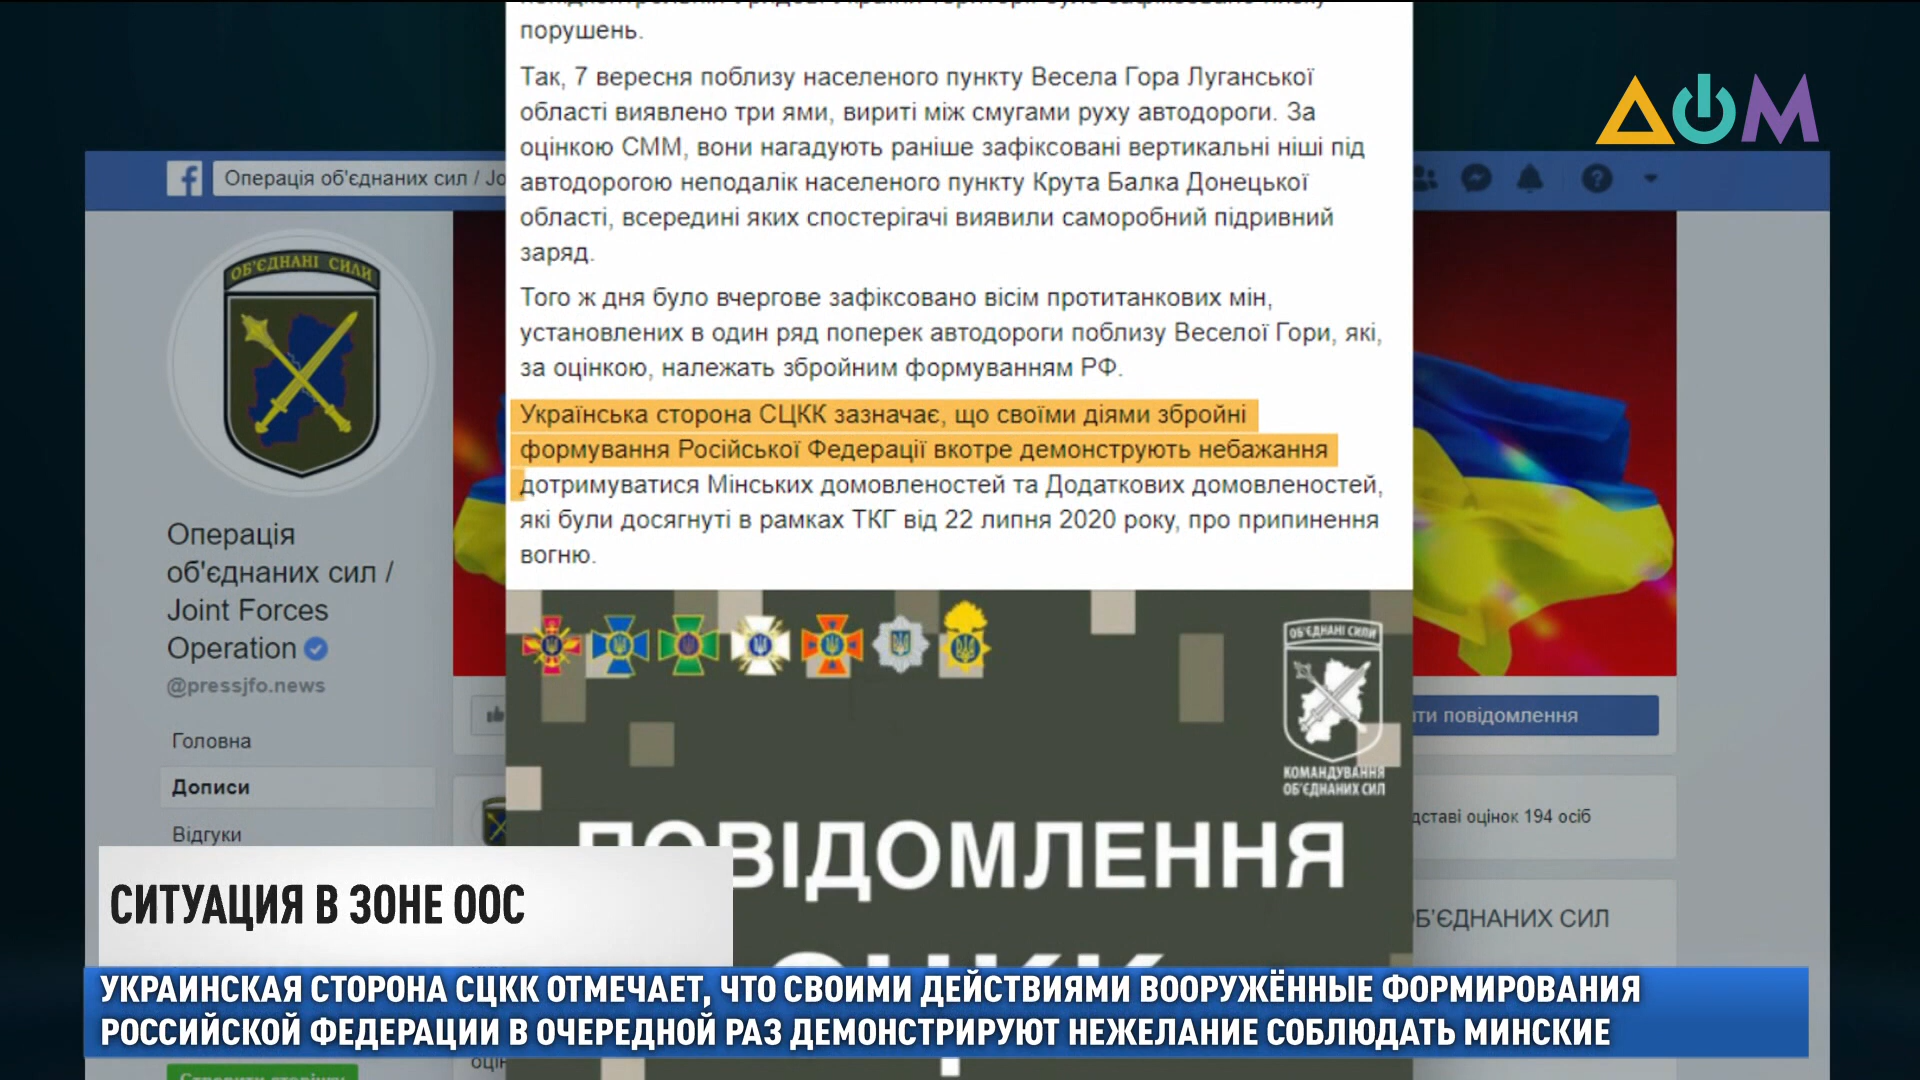 порушень.
Так, 7 вересня поблизу населеного пункту Весела Гора Луганської
області виявлено три ями, вириті між смугами руху автодороги. За
оцінкою СММ, вони нагадують раніше зафіксовані вертикальні ніші під
автодорогою неподалік населеного пункту Крута Балка Донецької
області, всередині яких спостерігачі виявили саморобний підривний
заряд.
Того ж дня було вчергове зафіксовано вісім протитанкових мін,
установлених в один ряд поперек автодороги поблизу Веселої Гори, які,
за оцінкою, належать збройним формуванням РФ.
Українська сторона СЦКК зазначає, що своїми діями збройні
формування Російської Федерації вкотре демонструють небажання
дотримуватися Мінських домовленостей та Додаткових домовленостей,
які були досягнуті в рамках ТКГ від 22 липня 2020 року, про припинення
вогню.
ДОМ
Операція об'єднаних сил / Jo
ОБ'ЄДНАНІ СИЛИ
Операція
об'єднаних сил /
Joint Forces
Operation
@pressjfo.news
Головна
Дописи
Відгуки
ОБ'ЄДНАНІ СИЛИ
КОМАНДУВАННЯ
ОБ'ЄДНАНИХ СИЛ
ПОВІДОМЛЕННЯ
СЦКК
ти повідомлення
дставі оцінок 194 осіб
Б'ЄДНАНИХ СИЛ
СИТУАЦИЯ В ЗОНЕ ООС
УКРАИНСКАЯ СТОРОНА СЦКК ОТМЕЧАЕТ, ЧТО СВОИМИ ДЕЙСТВИЯМИ ВООРУЖЁННЫЕ ФОРМИРОВАНИЯ
РОССИЙСКОЙ ФЕДЕРАЦИИ В ОЧЕРЕДНОЙ РАЗ ДЕМОНСТРИРУЮТ НЕЖЕЛАНИЕ СОБЛЮДАТЬ МИНСКИЕ